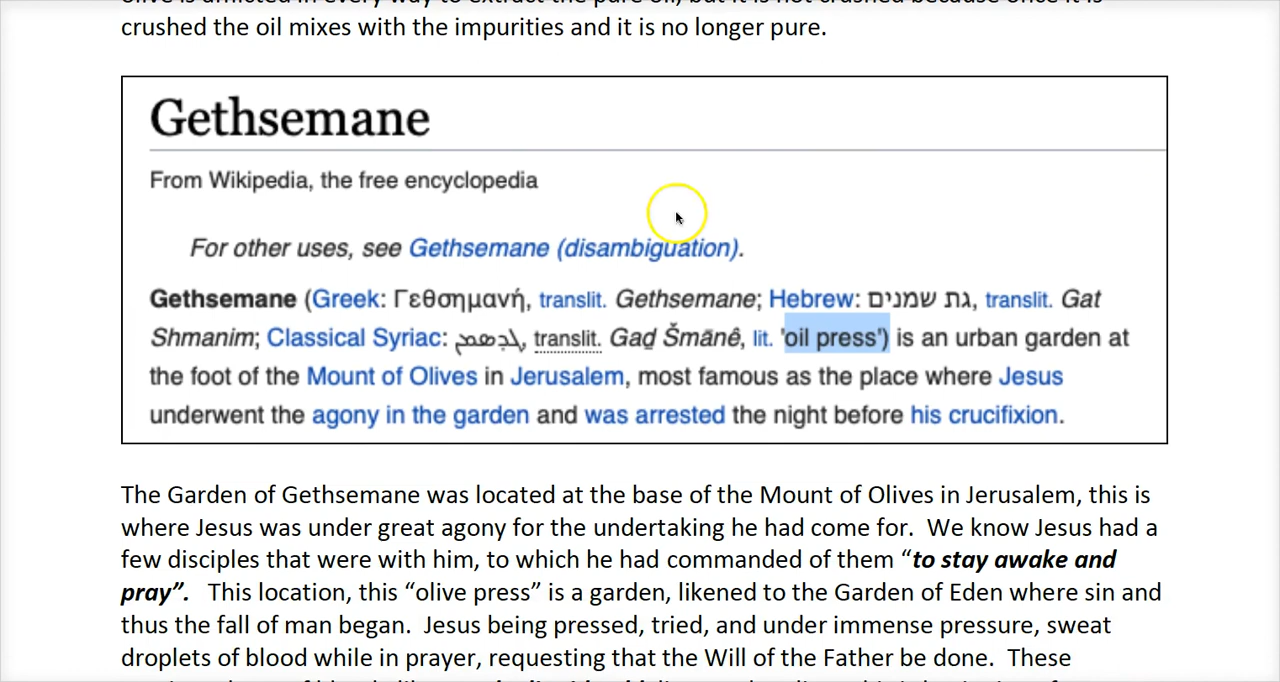 crushed the oil mixes with the impurities and it is no longer pure.
Gethsemane
From Wikipedia, the free encyclopedia
For other uses, see Gethsemane (disambiguation).
Gethsemane (Greek: Γεθσημανή, translit. Gethsemane; Hebrew: גת שמנים, translit. Gat
Shmanim; Classical Syriac: translit. Gaḏ Šmānê, lit. 'oil press') is an urban garden at
the foot of the Mount of Olives in Jerusalem, most famous as the place where Jesus
underwent the agony in the garden and was arrested the night before his crucifixion.
The Garden of Gethsemane was located at the base of the Mount of Olives in Jerusalem, this is
where Jesus was under great agony for the undertaking he had come for. We know Jesus had a
few disciples that were with him, to which he had commanded of them “to stay awake and
pray”. This location, this “olive press” is a garden, likened to the Garden of Eden where sin and
thus the fall of man began. Jesus being pressed, tried, and under immense pressure, sweat
droplets of blood while in prayer, requesting that the Will of the Father be done. These